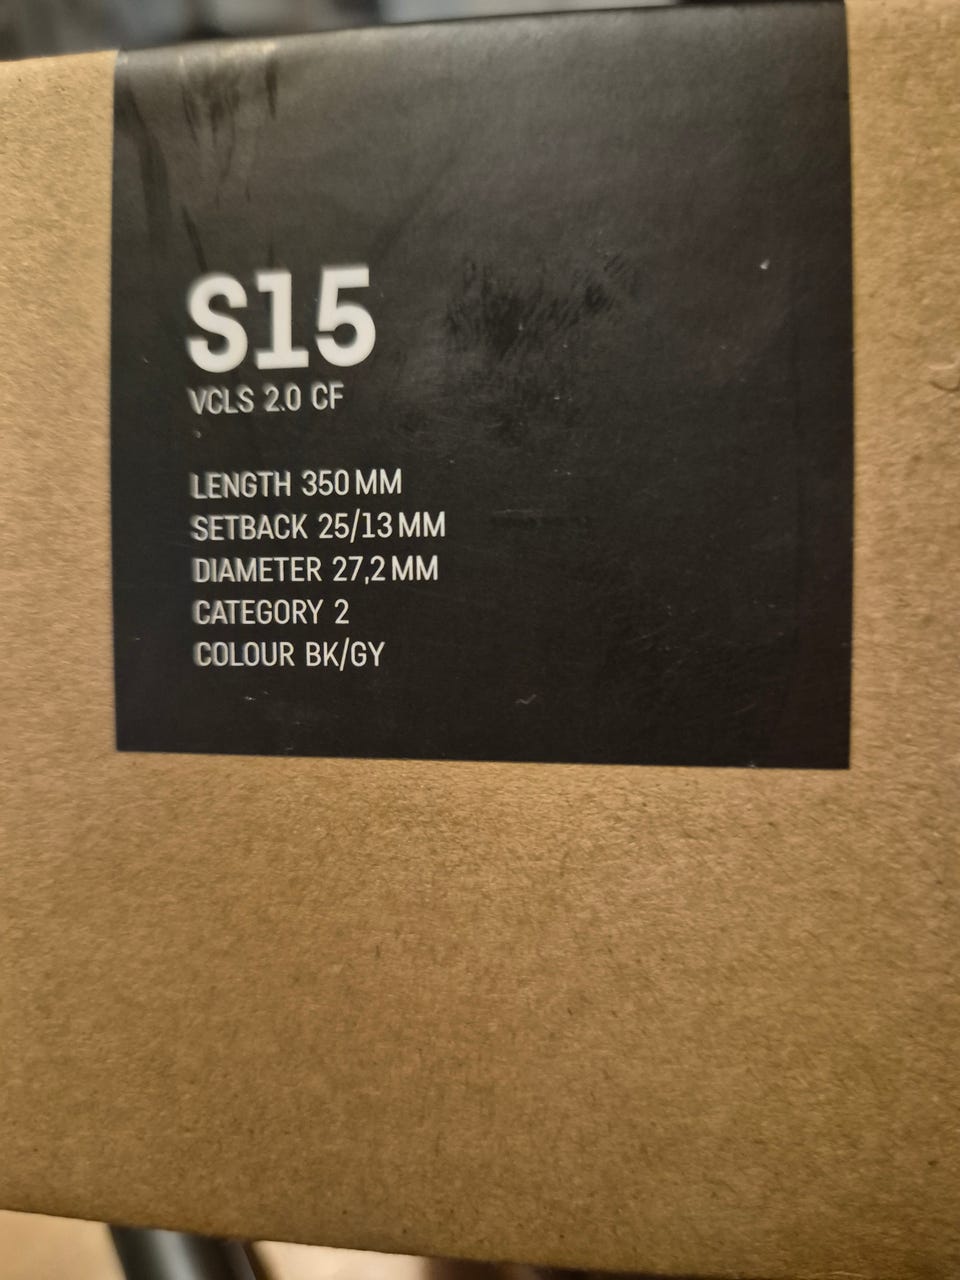 S15
VCLS 2.0 CF
LENGTH 350 MM
SETBACK 25/13 MM
DIAMETER 27,2 MM
CATEGORY 2
COLOUR BK/GY